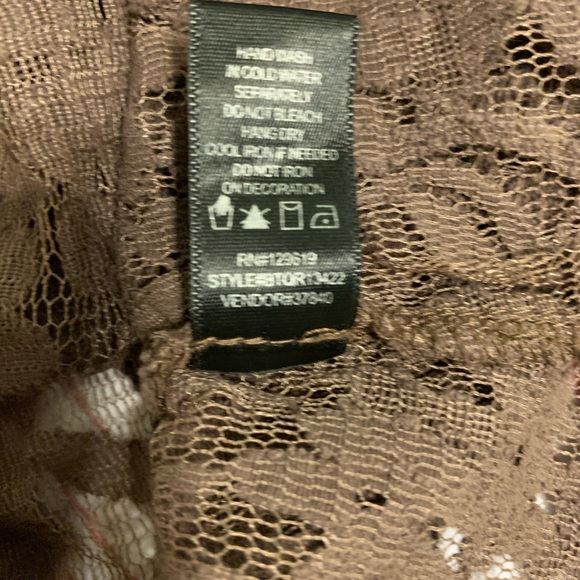 HAND WASH
IN COLD WATER
SEPARATELY
DO NOT BLEACH
HANG DRY
COOL IRON IF NEEDED
DO NOT IRON
ON DECORATION
RN#129619
STYLE#BTOR13422
VENDOR#37840